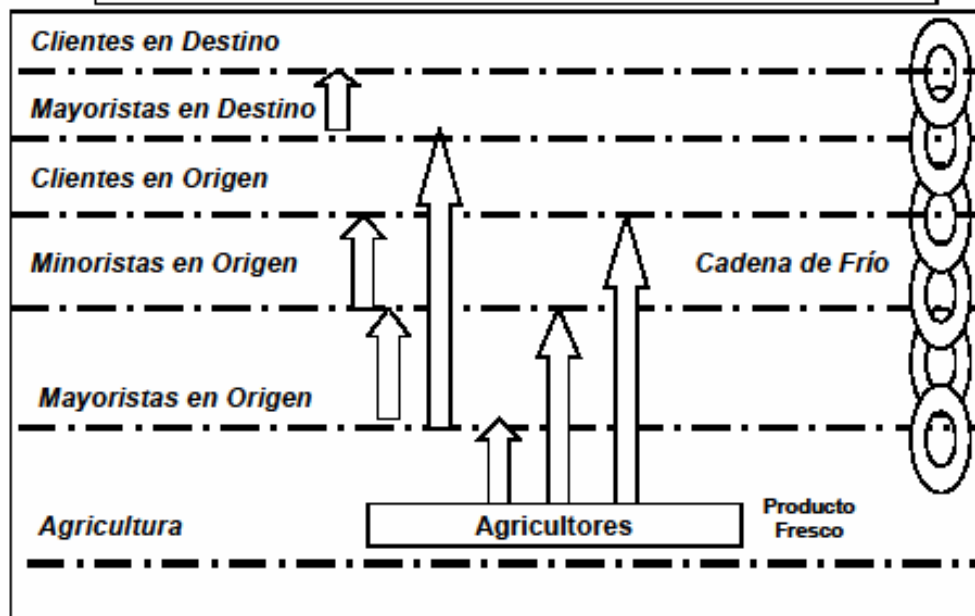 Clientes en Destino
Mayoristas en Destino
Clientes en Origen
Minoristas en Origen
Cadena de Frío
Mayoristas en Origen
Agricultura
Agricultores
Producto
Fresco